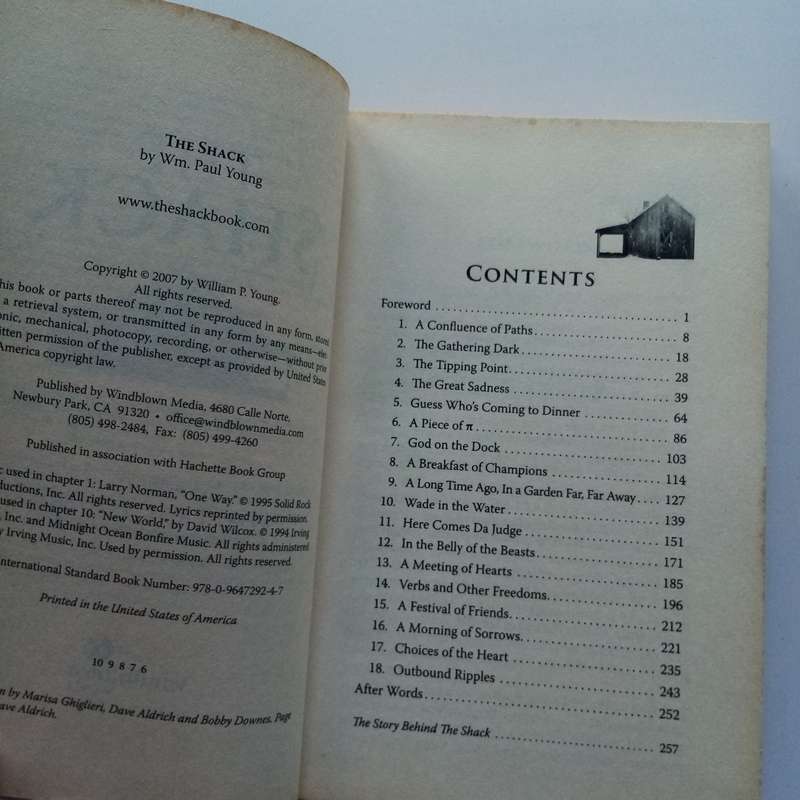 THE SHACK
by Wm. Paul Young
www.theshackbook.com
Copyright © 2007 by William P. Young.
All rights reserved.
his book or parts thereof may not be reproduced in any form, stored
a retrieval system, or transmitted in any form by any means—elec
onic, mechanical, photocopy, recording, or otherwise—without prior
itten permission of the publisher, except as provided by United States
America copyright law.
Published by Windblown Media, 4680 Calle Norte,
Newbury Park, CA 91320 • office@windblownmedia.com
(805) 498-2484, Fax: (805) 499-4260
Published in association with Hachette Book Group
used in chapter 1: Larry Norman, "One Way." © 1995 Solid Rock
ductions, Inc. All rights reserved. Lyrics reprinted by permission.
used in chapter 10: "New World," by David Wilcox. © 1994 Irving
, Inc. and Midnight Ocean Bonfire Music. All rights administered
y Irving Music, Inc. Used by permission. All rights reserved.
International Standard Book Number: 978-0-9647292-4-7
Printed in the United States of America
10 9 8 7 6
n by Marisa Ghiglieri, Dave Aldrich and Bobby Downes. Page
ave Aldrich.
CONTENTS
Foreword 1
1. A Confluence of Paths 8
2. The Gathering Dark 18
3. The Tipping Point 28
4. The Great Sadness 39
5. Guess Who's Coming to Dinner 64
6. A Piece of π 86
7. God on the Dock 103
8. A Breakfast of Champions 114
9. A Long Time Ago, In a Garden Far, Far Away 127
10. Wade in the Water 139
11. Here Comes Da Judge 151
12. In the Belly of the Beasts 171
13. A Meeting of Hearts 185
14. Verbs and Other Freedoms 196
15. A Festival of Friends 212
16. A Morning of Sorrows 221
17. Choices of the Heart 235
18. Outbound Ripples 243
After Words 252
The Story Behind The Shack 257